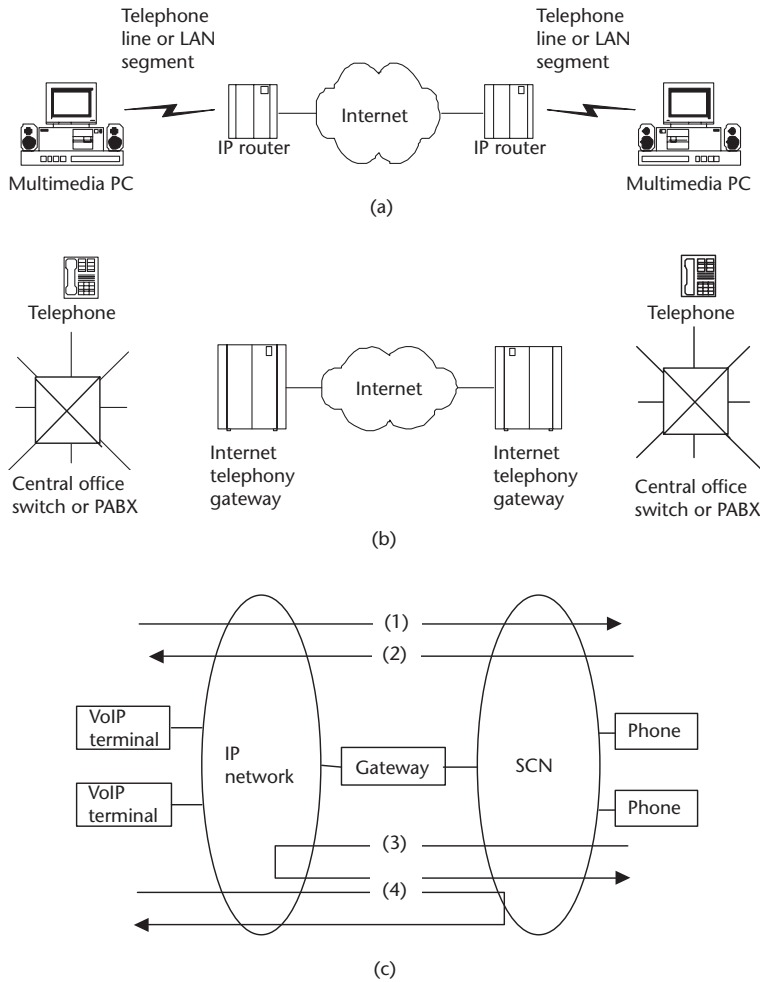 Telephone
line or LAN
segment
Telephone
line or LAN
segment
Internet
IP router
IP router
Multimedia PC
Multimedia PC
(a)
Telephone
Telephone
Internet
Internet
telephony
gateway
Internet
telephony
gateway
Central office
switch or PABX
Central office
switch or PABX
(b)
(1)
(2)
VoIP
terminal
IP
network
Gateway
SCN
Phone
VoIP
terminal
Phone
(3)
(4)
(c)